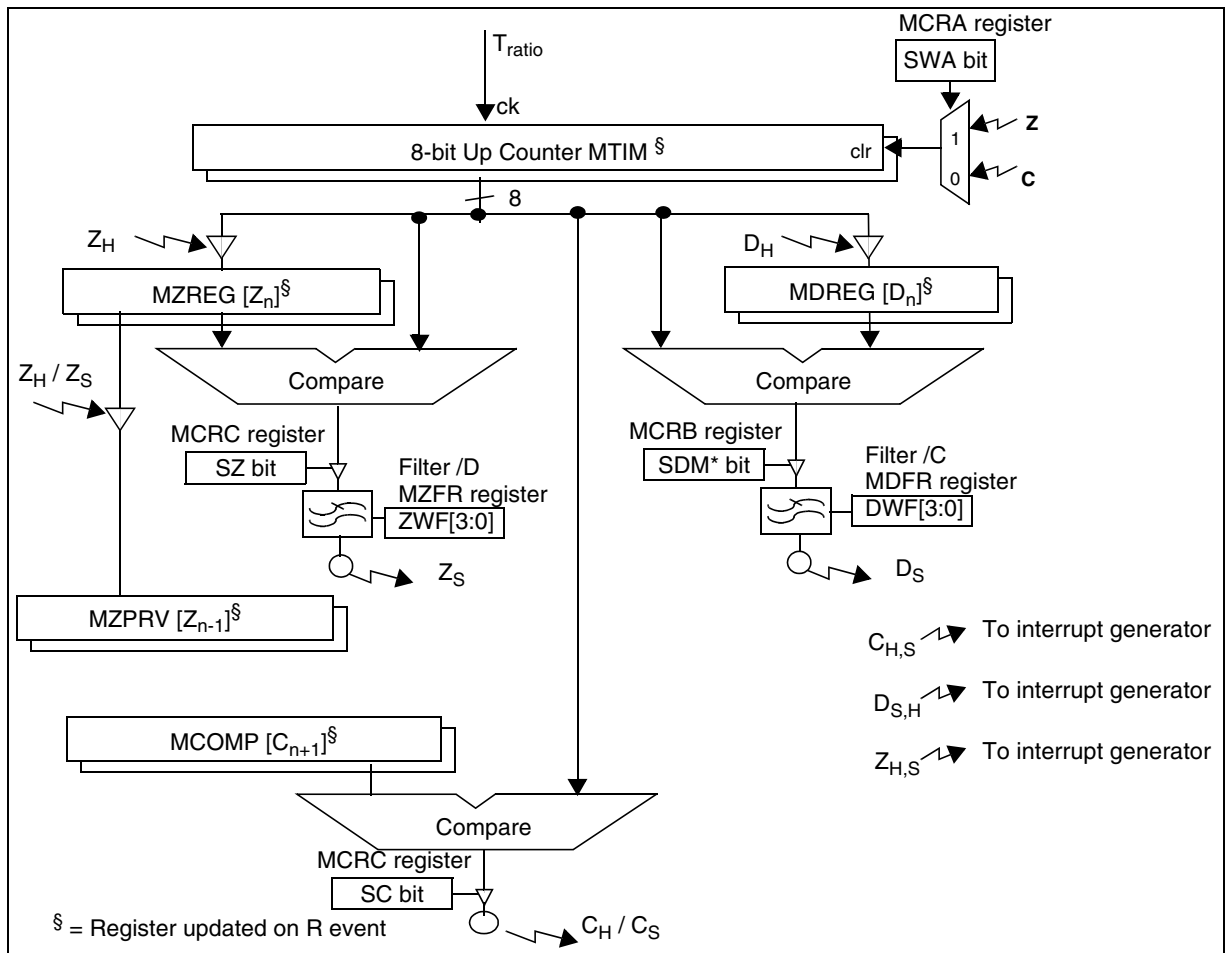 MCRA register
SWA bit
T_ratio
ck
8-bit Up Counter MTIM §
clr
1
0
Z
C
8
Z_H
D_H
MZREG [Z_n]§
MDREG [D_n]§
Z_H / Z_S
Compare
Compare
MCRC register
SZ bit
Filter /D
MZFR register
ZWF[3:0]
MCRB register
SDM* bit
Filter /C
MDFR register
DWF[3:0]
Z_S
D_S
MZPRV [Z_n-1]§
C_H,S To interrupt generator
D_S,H To interrupt generator
Z_H,S To interrupt generator
MCOMP [C_n+1]§
Compare
MCRC register
SC bit
C_H / C_S
§ = Register updated on R event